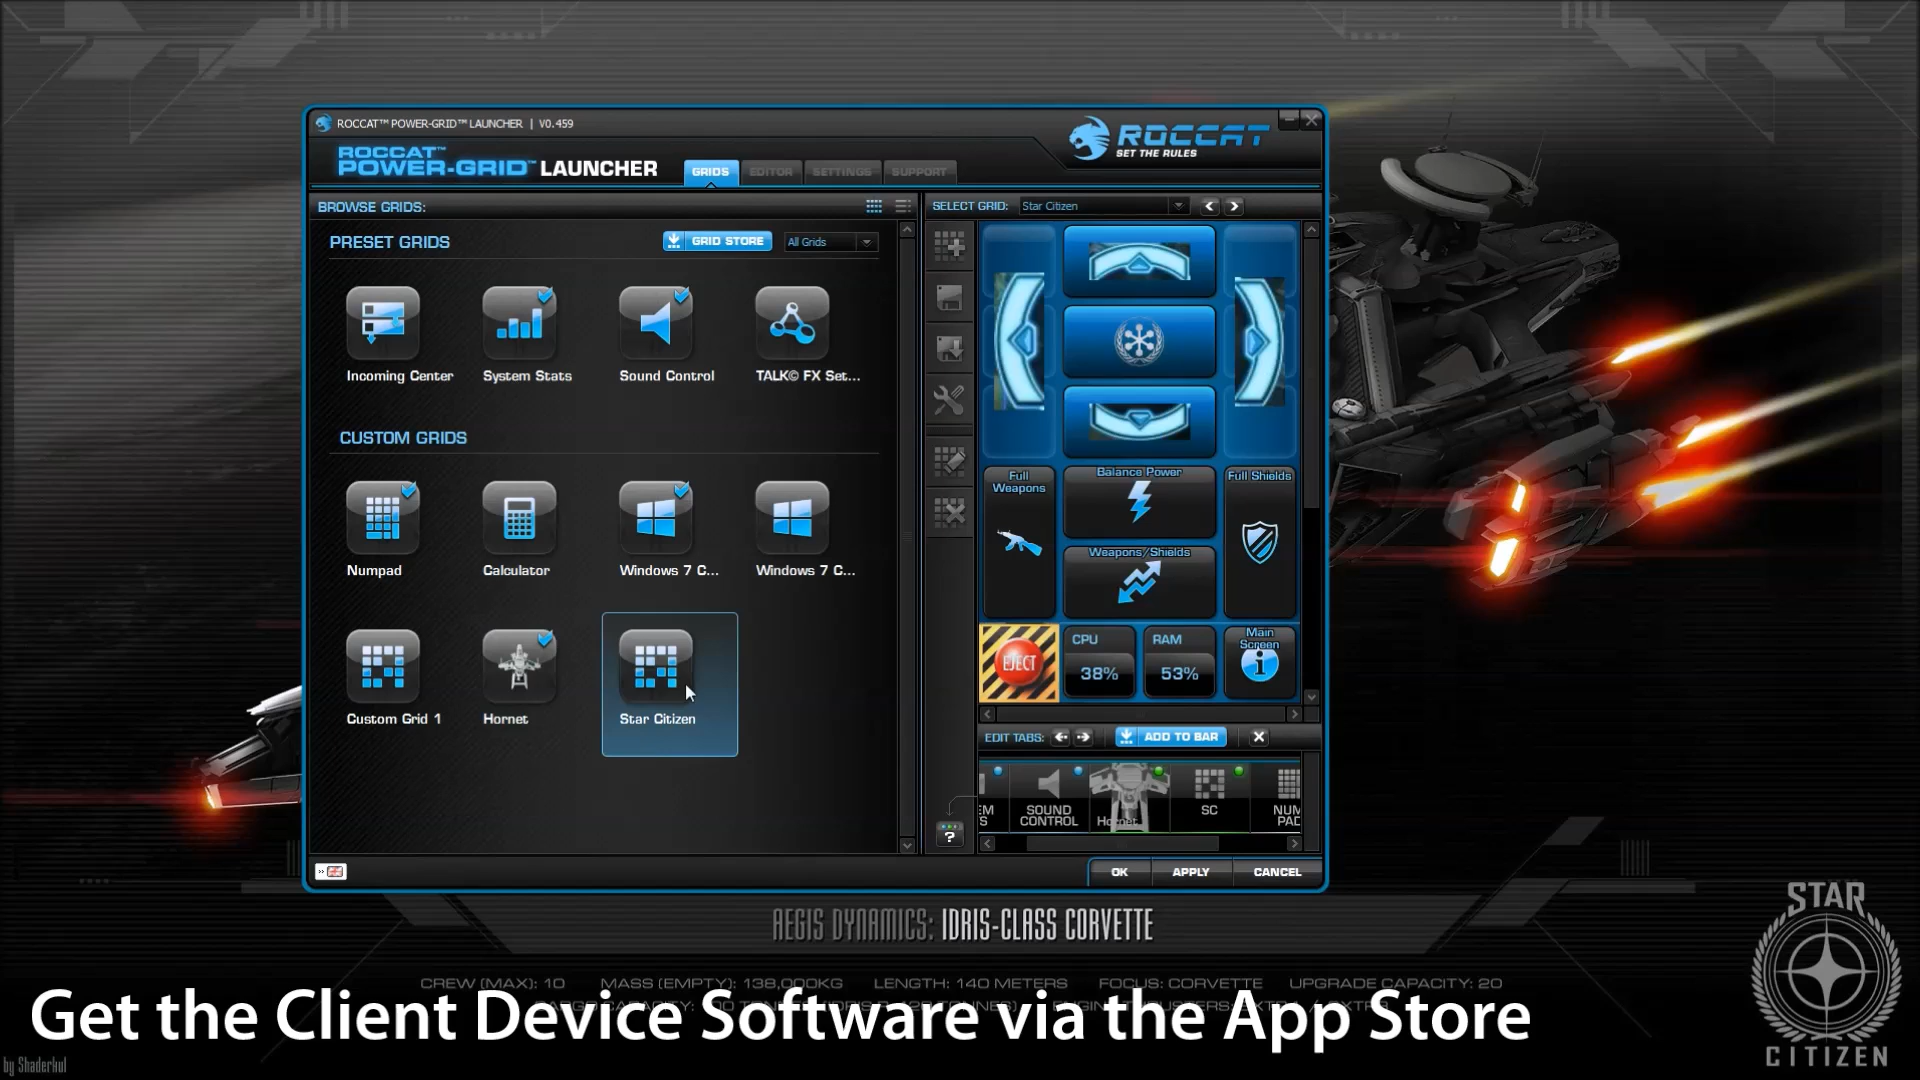 ROCCAT™ POWER-GRID™ LAUNCHER | V0.459
ROCCAT™
POWER-GRID™ LAUNCHER
GRIDS
EDITOR
SETTINGS
SUPPORT
ROCCAT
SET THE RULES
BROWSE GRIDS:
SELECT GRID:
Star Citizen
PRESET GRIDS
GRID STORE
All Grids
Incoming Center
System Stats
Sound Control
TALK© FX Set...
CUSTOM GRIDS
Numpad
Calculator
Windows 7 C...
Windows 7 C...
Custom Grid 1
Hornet
Star Citizen
Full
Weapons
Balance Power
Full Shields
Weapons/Shields
EJECT
CPU
38%
RAM
53%
Main
Screen
EDIT TABS:
ADD TO BAR
EM
S
SOUND
CONTROL
Hornet
SC
NUM
PAD
OK
APPLY
CANCEL
AEGIS DYNAMICS: IDRIS-CLASS CORVETTE
CREW (MAX): 10 MASS (EMPTY): 138,000KG LENGTH: 140 METERS FOCUS: CORVETTE UPGRADE CAPACITY: 20
Get the Client Device Software via the App Store
by Shaderkul
STAR
CITIZEN